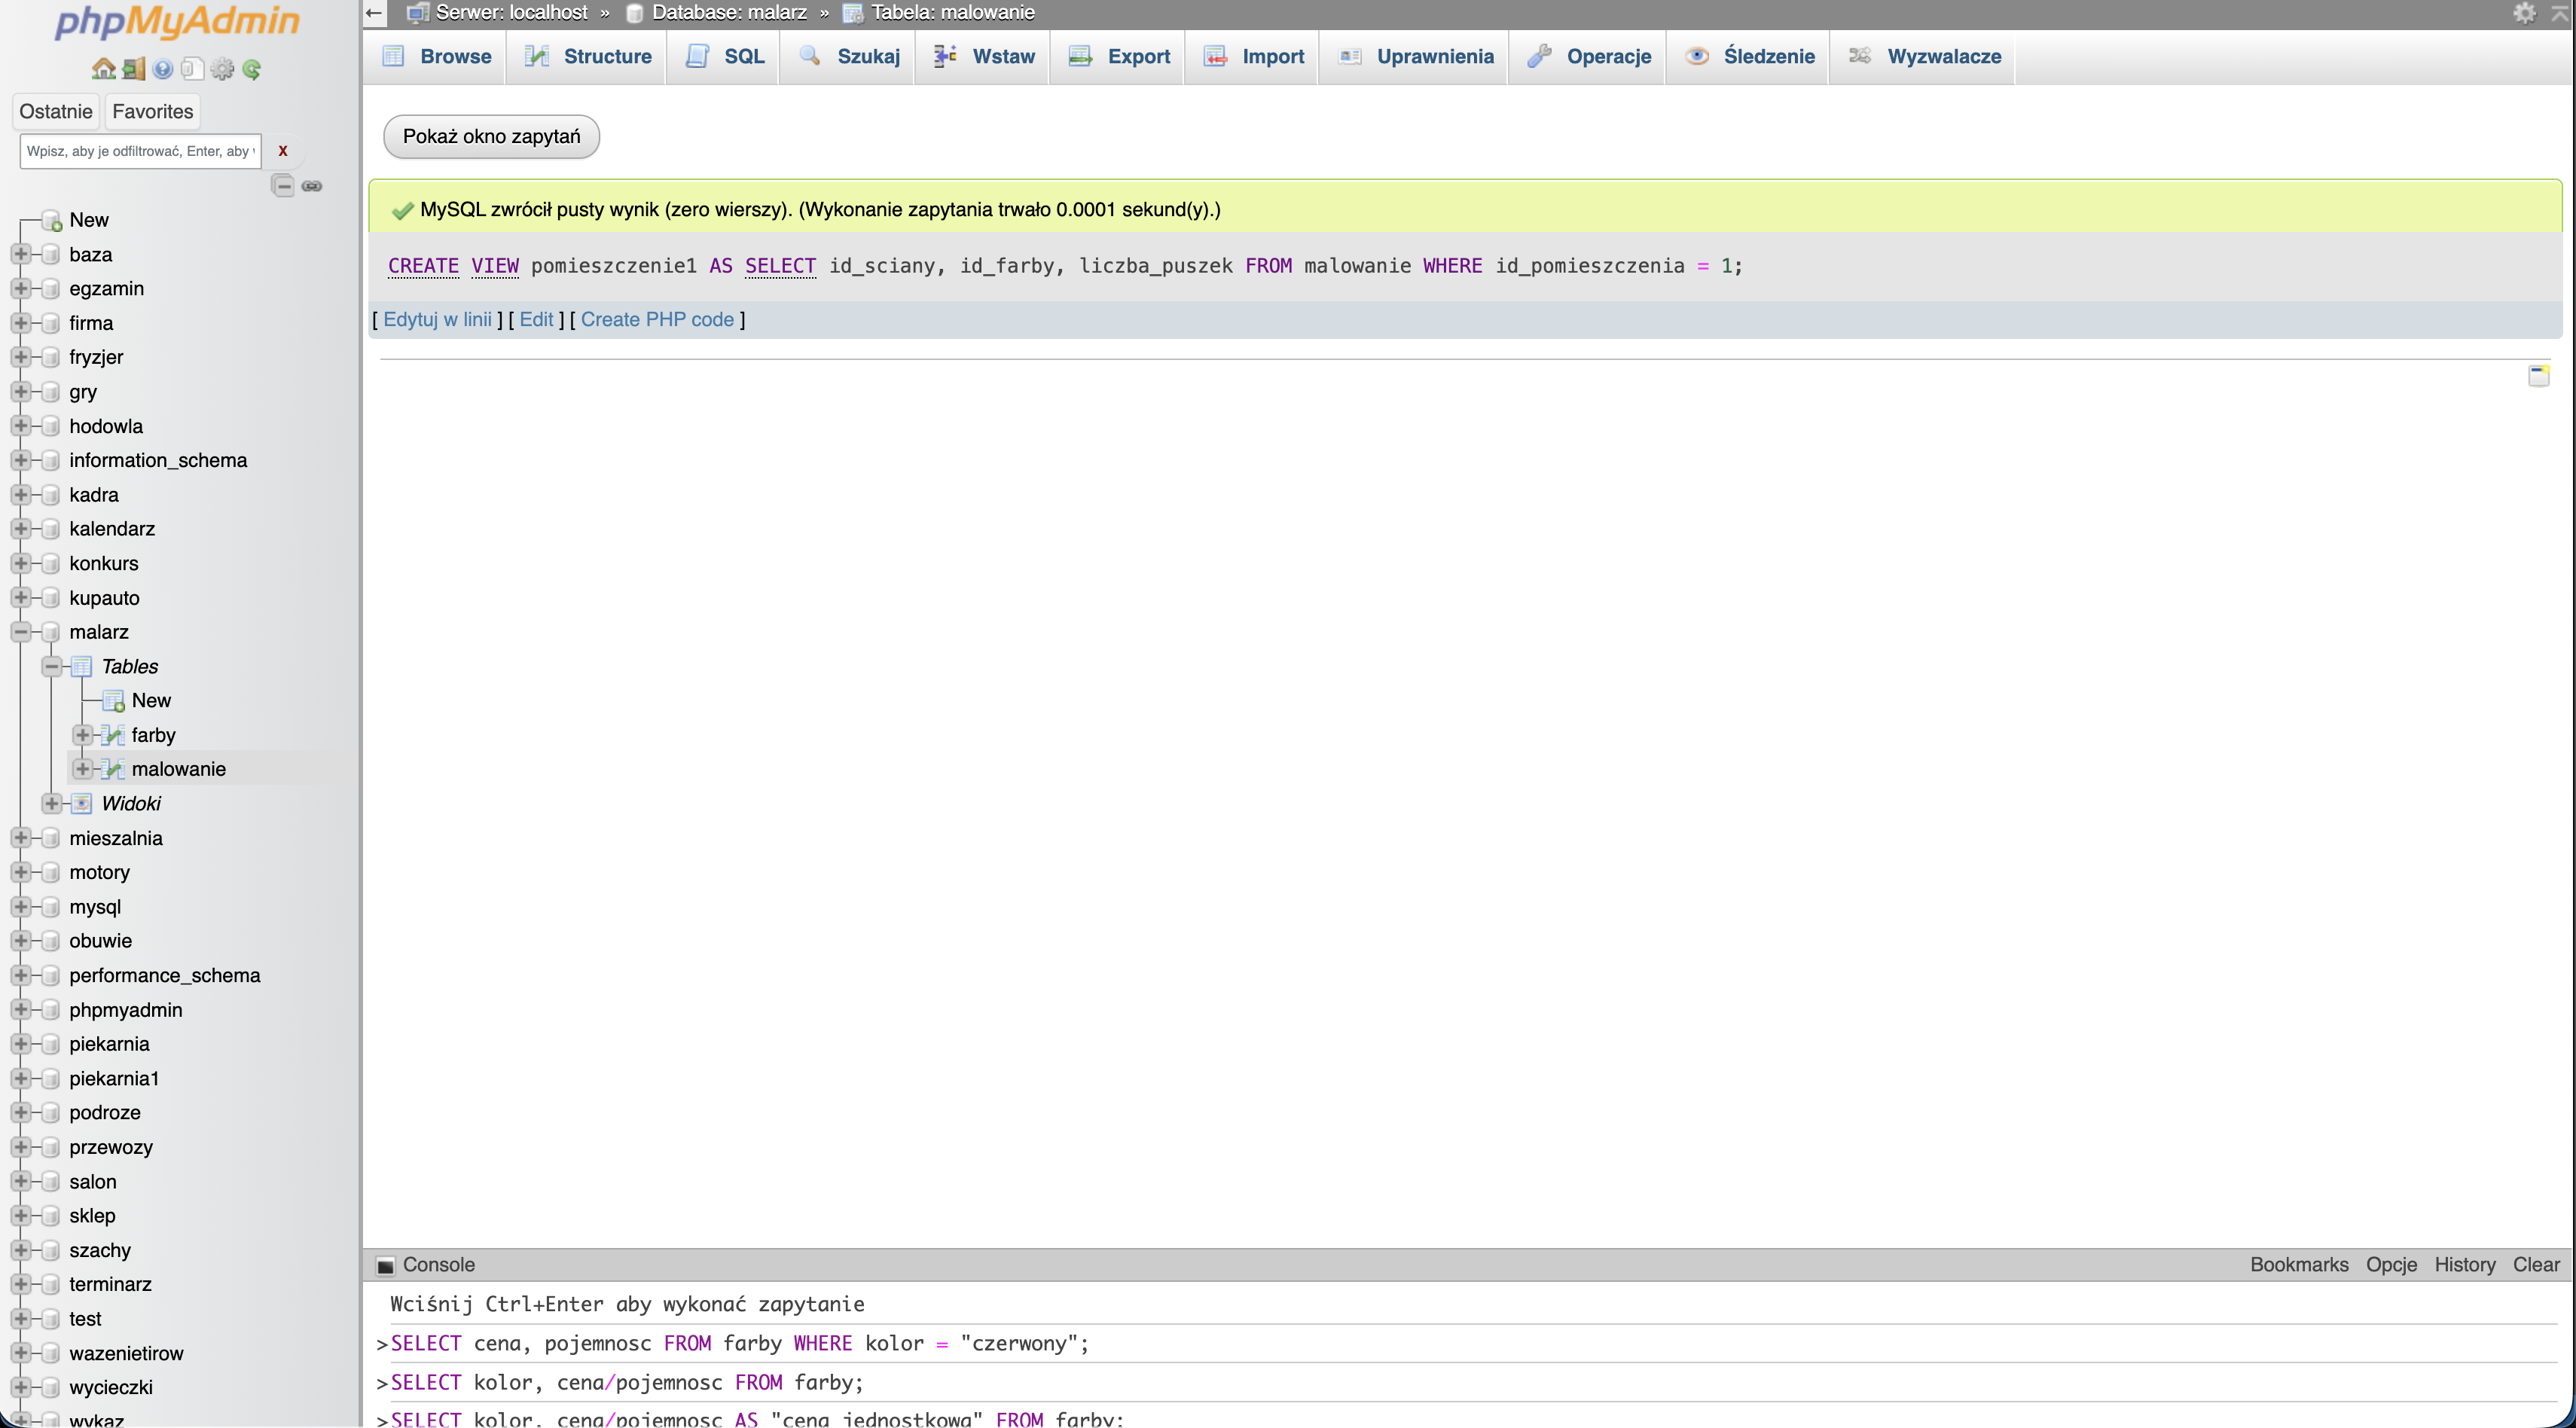 phpMyAdmin
Ostatnie Favorites
Wpisz, aby je odfiltrować, Enter, aby X
New
baza
egzamin
firma
fryzjer
gry
hodowla
information_schema
kadra
kalendarz
konkurs
kupauto
malarz
Tables
New
farby
malowanie
Widoki
mieszalnia
motory
mysql
obuwie
performance_schema
phpmyadmin
piekarnia
piekarnia1
podroze
przewozy
salon
sklep
szachy
terminarz
test
wazenietirow
wycieczki
wykaz
Serwer: localhost » Database: malarz » Tabela: malowanie
Browse Structure SQL Szukaj Wstaw Export Import Uprawnienia Operacje Śledzenie Wyzwalacze
Pokaż okno zapytań
MySQL zwrócił pusty wynik (zero wierszy). (Wykonanie zapytania trwało 0.0001 sekund(y).)
CREATE VIEW pomieszczenie1 AS SELECT id_sciany, id_farby, liczba_puszek FROM malowanie WHERE id_pomieszczenia = 1;
[ Edytuj w linii ] [ Edit ] [ Create PHP code ]
Console Bookmarks Opcje History Clear
Wciśnij Ctrl+Enter aby wykonać zapytanie
>SELECT cena, pojemnosc FROM farby WHERE kolor = "czerwony";
>SELECT kolor, cena/pojemnosc FROM farby;
>SELECT kolor, cena/pojemnosc AS "cena jednostkowa" FROM farby;